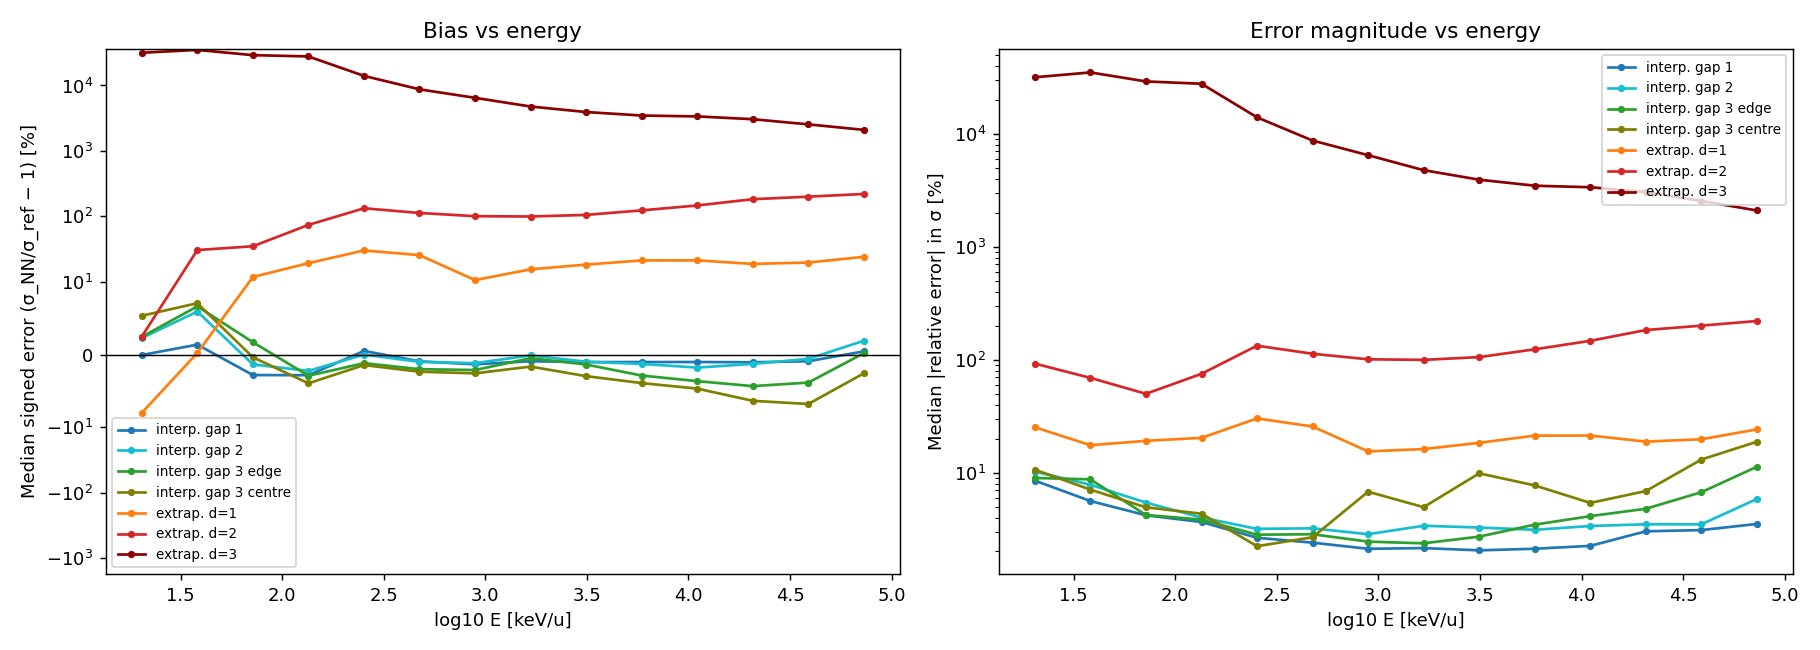 Bias vs energy
Median signed error (σ_NN/σ_ref − 1) [%]
10⁴
10³
10²
10¹
0
−10¹
−10²
−10³
interp. gap 1
interp. gap 2
interp. gap 3 edge
interp. gap 3 centre
extrap. d=1
extrap. d=2
extrap. d=3
1.5 2.0 2.5 3.0 3.5 4.0 4.5 5.0
log10 E [keV/u]
Error magnitude vs energy
Median |relative error| in σ [%]
10⁴
10³
10²
10¹
interp. gap 1
interp. gap 2
interp. gap 3 edge
interp. gap 3 centre
extrap. d=1
extrap. d=2
extrap. d=3
1.5 2.0 2.5 3.0 3.5 4.0 4.5 5.0
log10 E [keV/u]